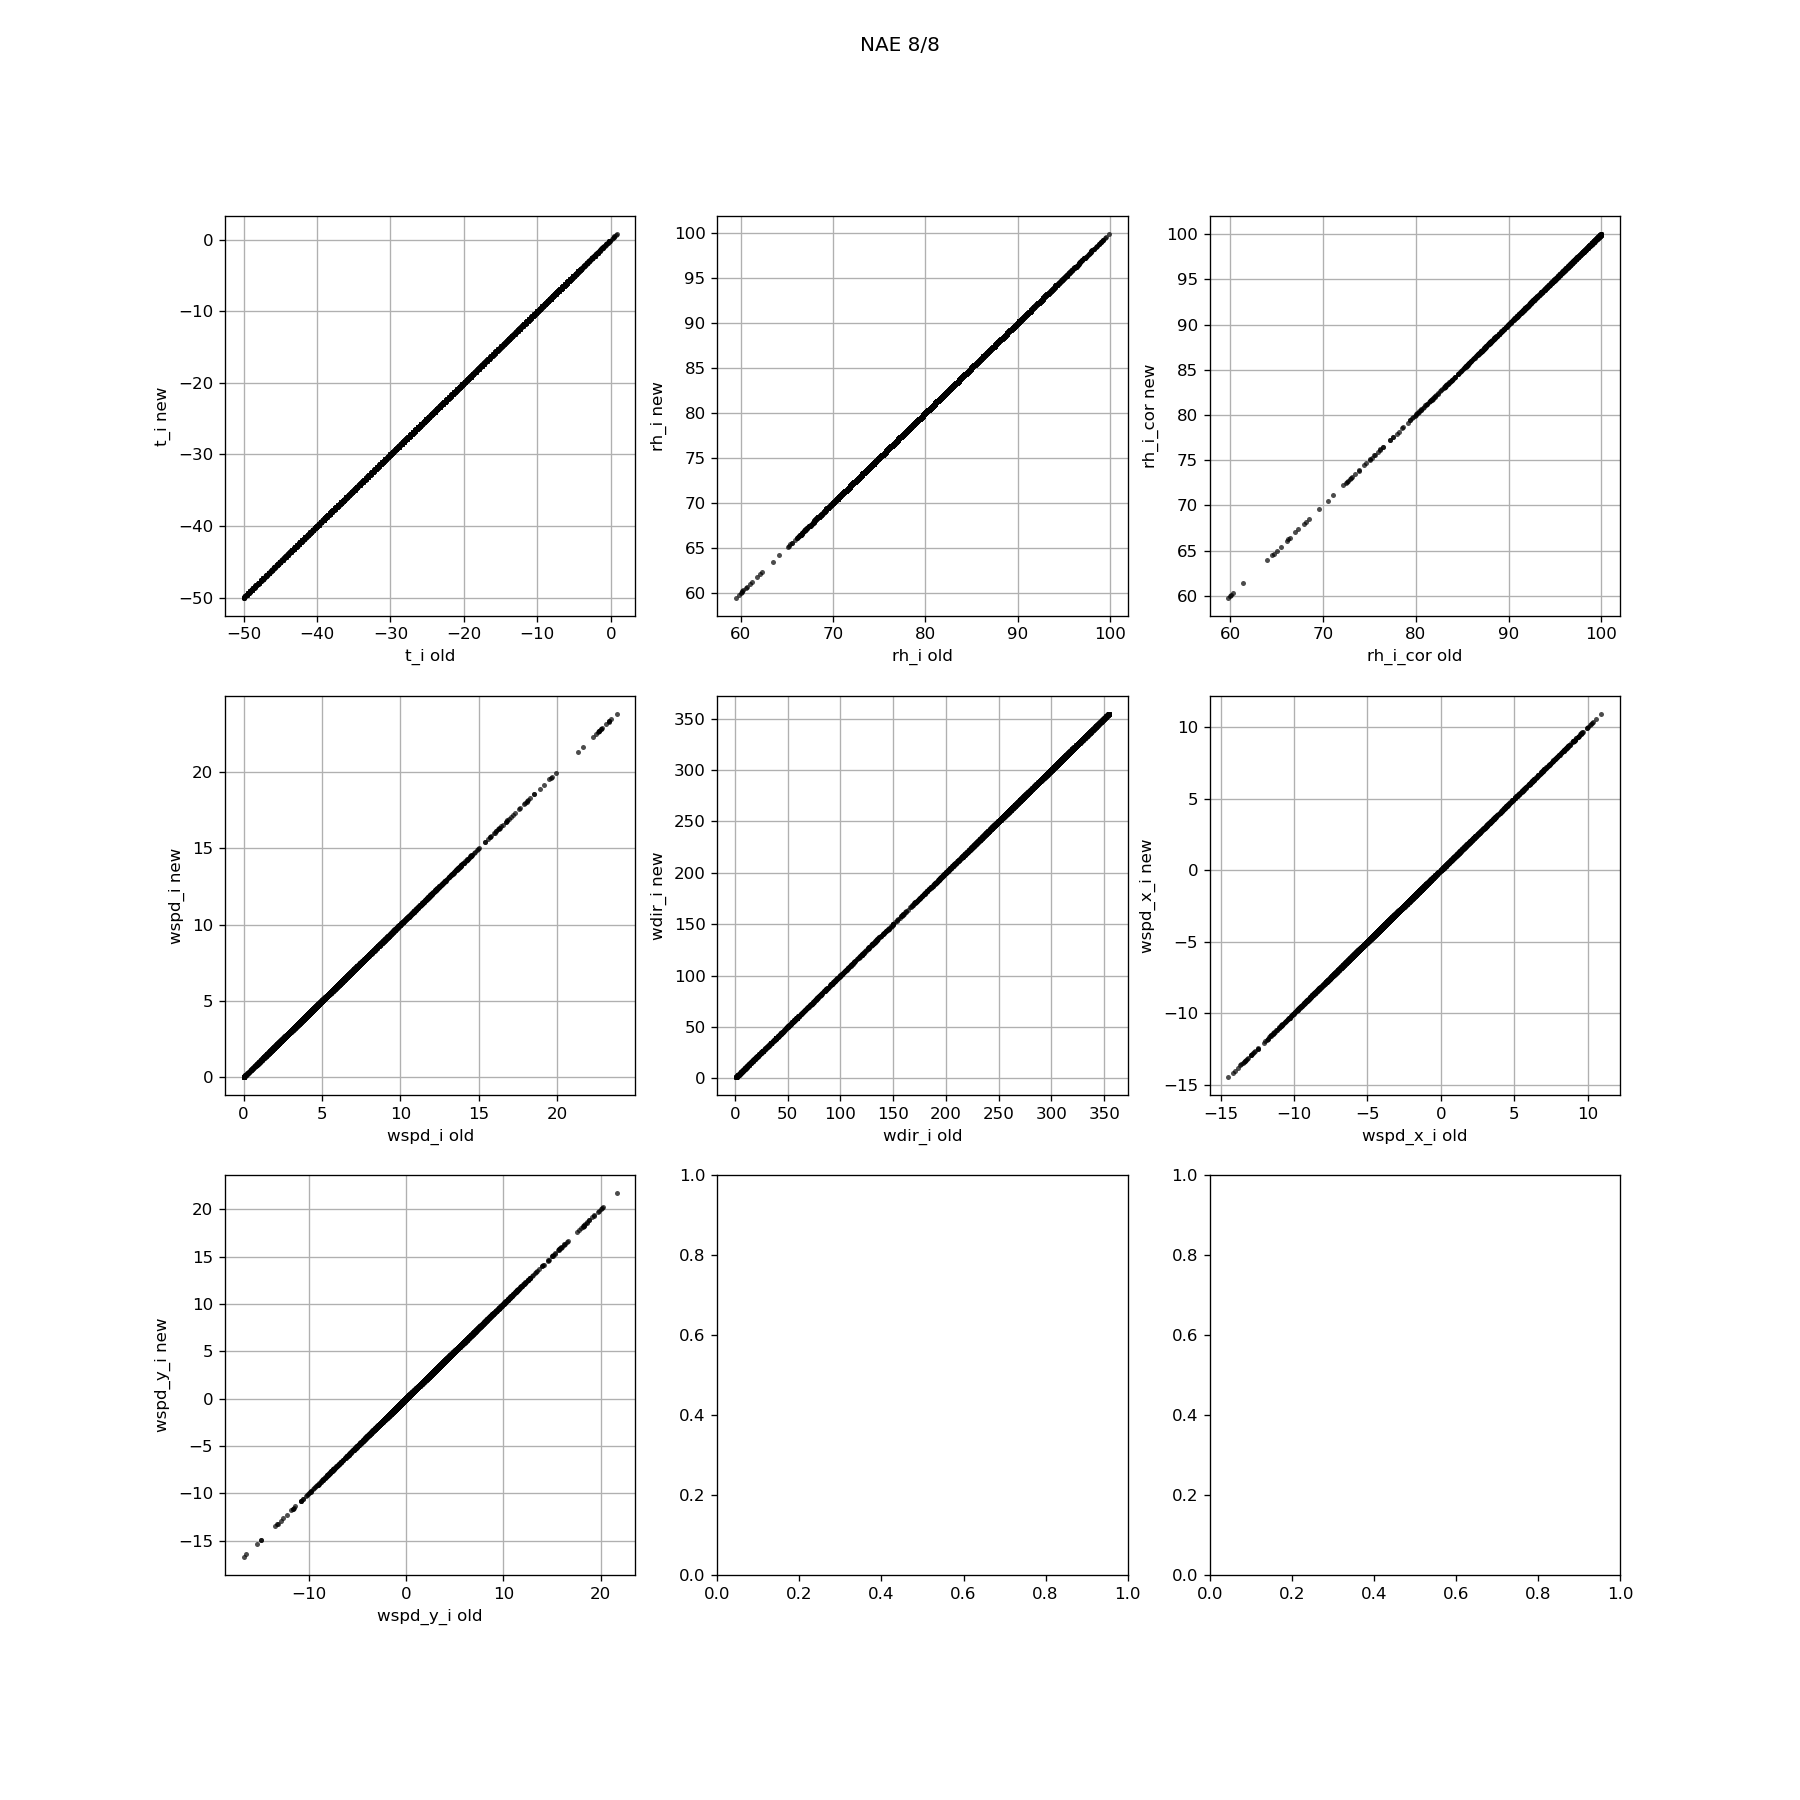 NAE 8/8
0
−10
−20
−30
−40
−50
t_i new
−50 −40 −30 −20 −10 0
t_i old
100
95
90
85
80
75
70
65
60
rh_i new
60 70 80 90 100
rh_i old
100
95
90
85
80
75
70
65
60
rh_i_cor new
60 70 80 90 100
rh_i_cor old
20
15
10
5
0
wspd_i new
0 5 10 15 20
wspd_i old
350
300
250
200
150
100
50
0
wdir_i new
0 50 100 150 200 250 300 350
wdir_i old
10
5
0
−5
−10
−15
wspd_x_i new
−15 −10 −5 0 5 10
wspd_x_i old
20
15
10
5
0
−5
−10
−15
wspd_y_i new
−10 0 10 20
wspd_y_i old
1.0
0.8
0.6
0.4
0.2
0.0
0.0 0.2 0.4 0.6 0.8 1.0
1.0
0.8
0.6
0.4
0.2
0.0
0.0 0.2 0.4 0.6 0.8 1.0